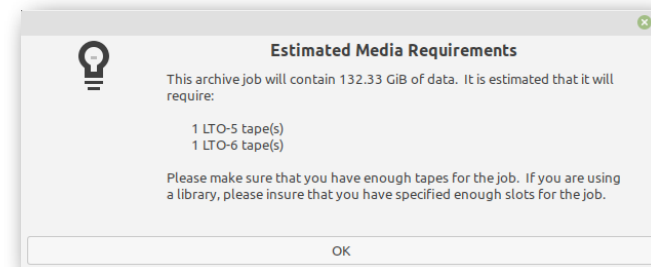 Estimated Media Requirements
This archive job will contain 132.33 GiB of data. It is estimated that it will
require:
1 LTO-5 tape(s)
1 LTO-6 tape(s)
Please make sure that you have enough tapes for the job. If you are using
a library, please insure that you have specified enough slots for the job.
OK